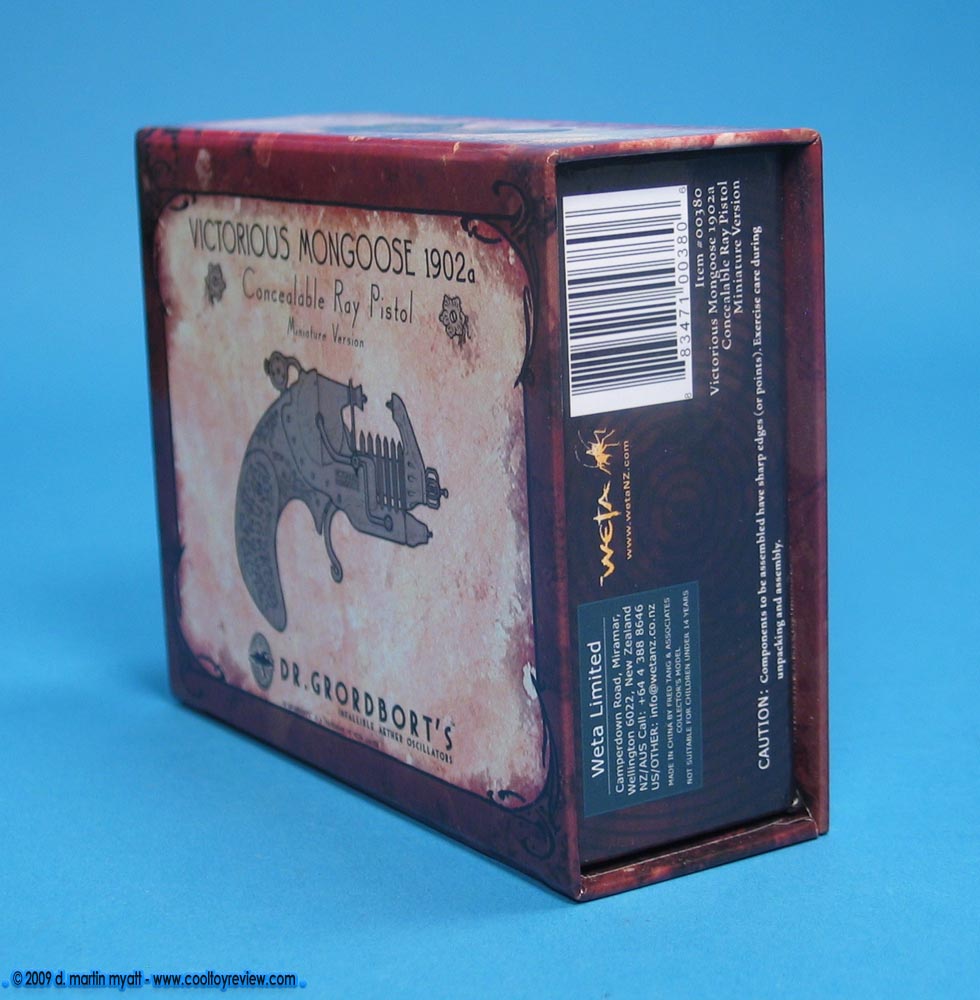 VICTORIOUS MONGOOSE 1902a
Concealable Ray Pistol
Miniature Version
DR. GRORDBORT'S
INFALLIBLE AETHER OSCILLATORS
8 83471 00380 6
Item #00380
Victorious Mongoose 1902a
Concealable Ray Pistol
Miniature Version
WETA
www.wetaNZ.com
Weta Limited
Camperdown Road, Miramar,
Wellington 6022, New Zealand
NZ/AUS Call: +64 4 388 8646
US/OTHER: info@wetanz.co.nz
MADE IN CHINA BY FRED TANG & ASSOCIATES
COLLECTOR'S MODEL
NOT SUITABLE FOR CHILDREN UNDER 14 YEARS
CAUTION: Components to be assembled have sharp edges (or points). Exercise care during
unpacking and assembly.
© 2009 d. martin myatt - www.cooltoyreview.com